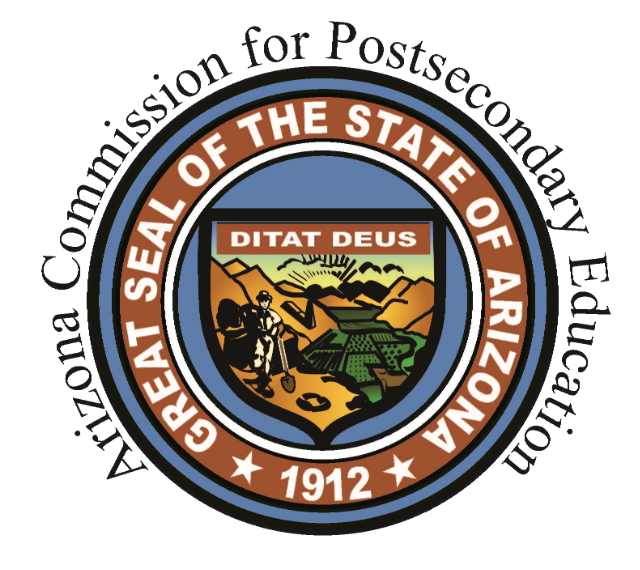 Arizona Commission for Postsecondary Education
GREAT SEAL OF THE STATE OF ARIZONA
DITAT DEUS
★ 1912 ★